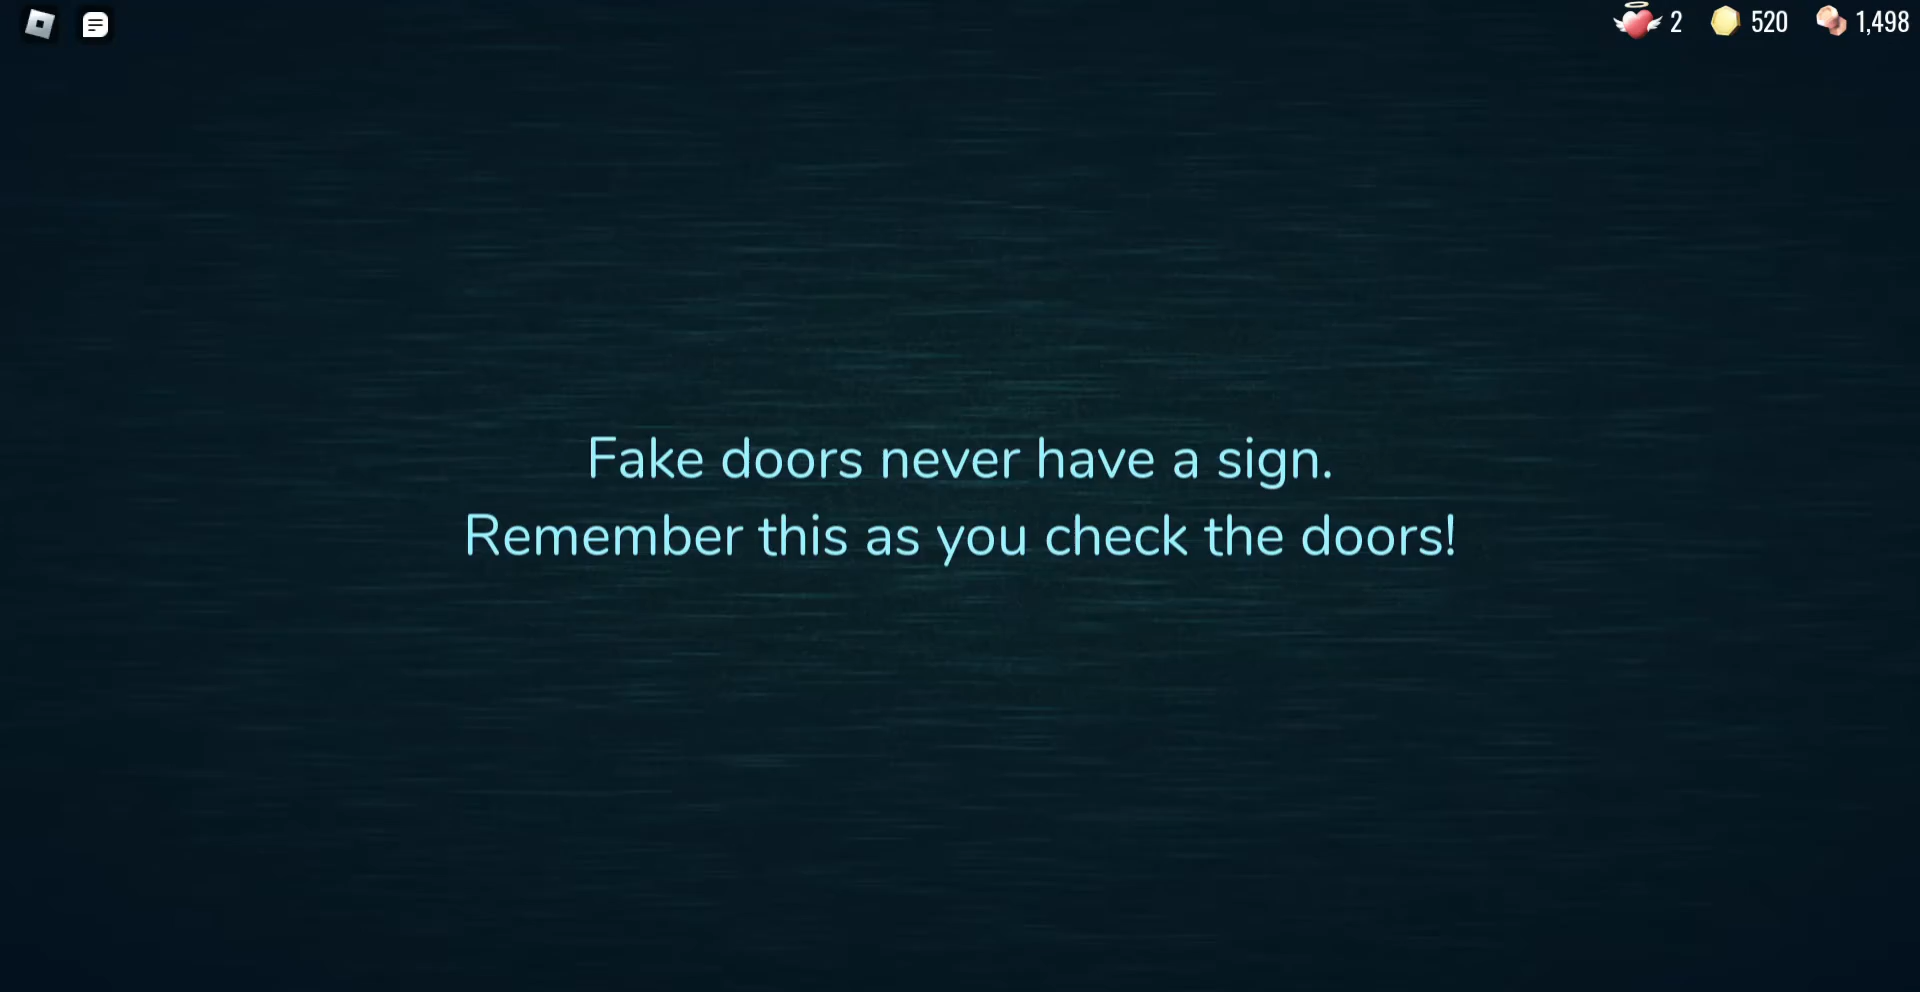 2 520 1,498
Fake doors never have a sign.
Remember this as you check the doors!